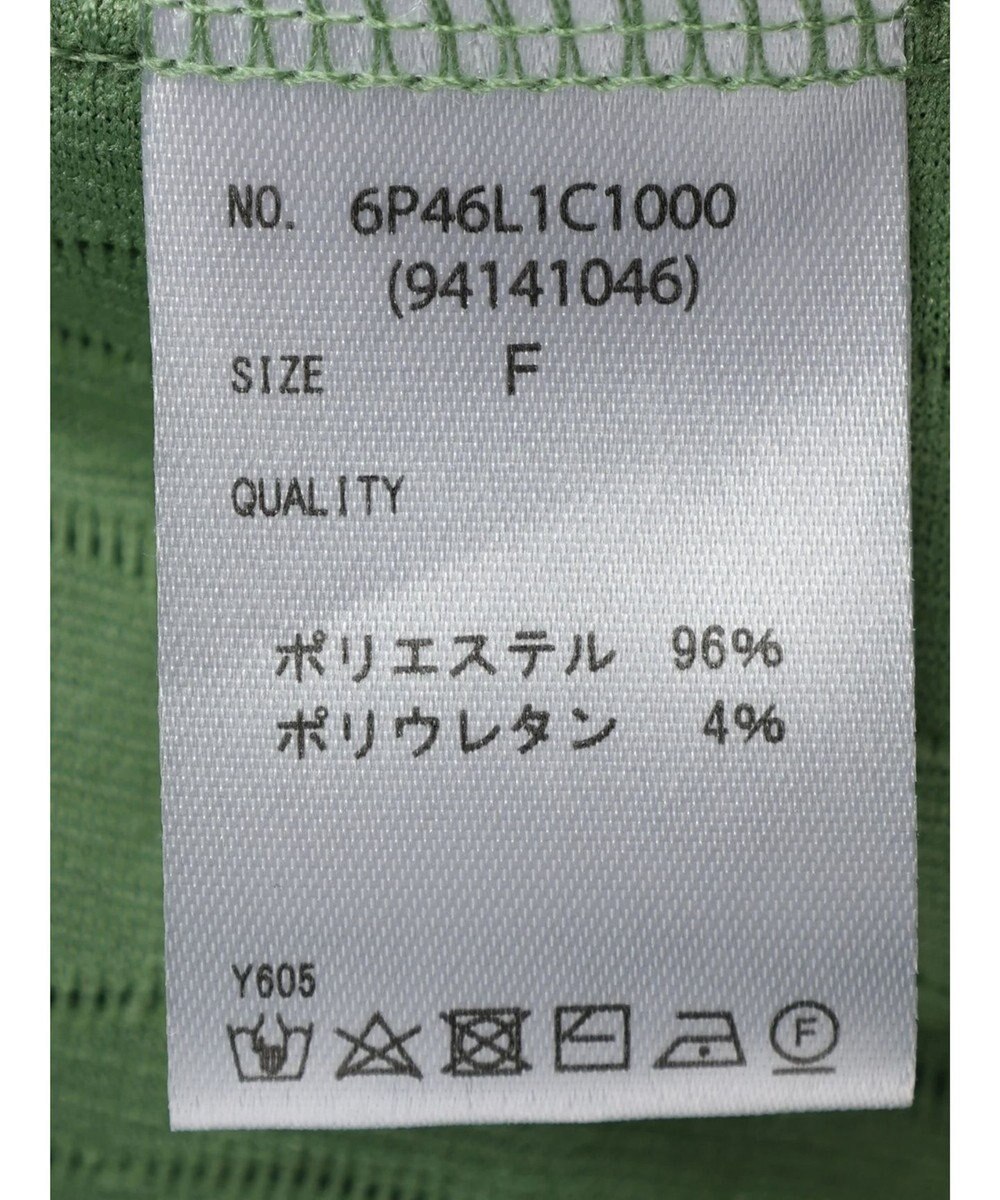 NO. 6P46L1C1000
(94141046)
SIZE F
QUALITY
ポリエステル 96%
ポリウレタン 4%
Y605
F